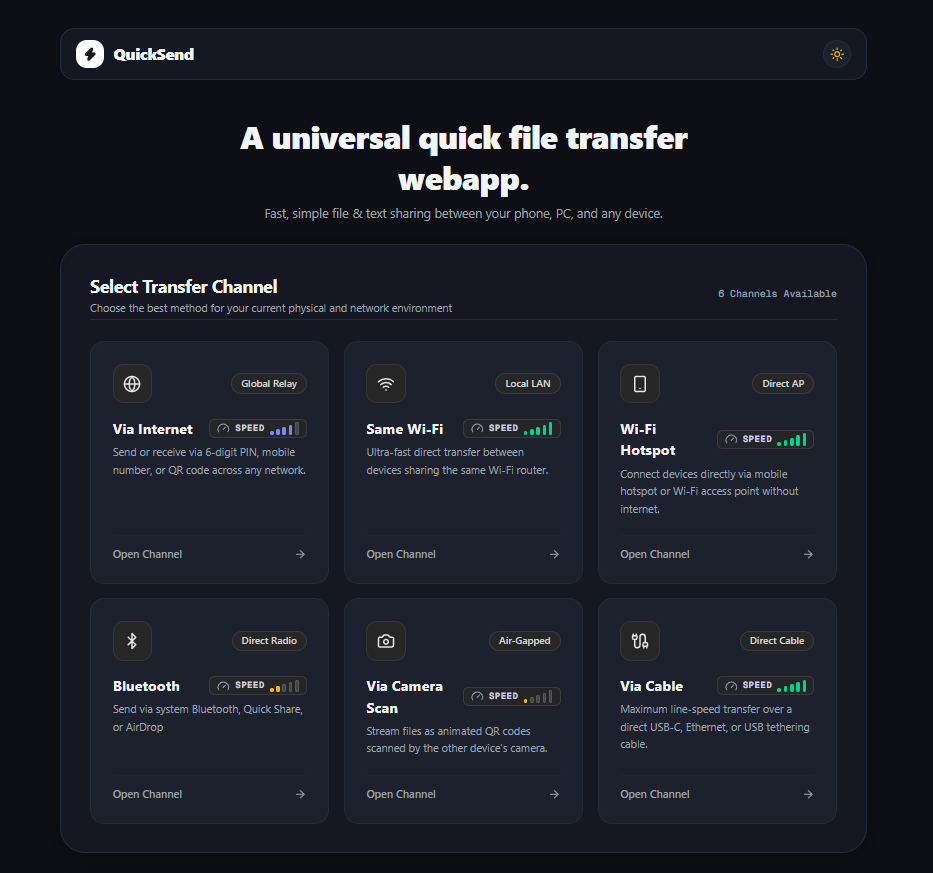 QuickSend
A universal quick file transfer
webapp.
Fast, simple file & text sharing between your phone, PC, and any device.
Select Transfer Channel
Choose the best method for your current physical and network environment
6 Channels Available
Global Relay
Via Internet
SPEED
Send or receive via 6-digit PIN, mobile
number, or QR code across any network.
Open Channel
Local LAN
Same Wi-Fi
SPEED
Ultra-fast direct transfer between
devices sharing the same Wi-Fi router.
Open Channel
Direct AP
Wi-Fi
Hotspot
SPEED
Connect devices directly via mobile
hotspot or Wi-Fi access point without
internet.
Open Channel
Direct Radio
Bluetooth
SPEED
Send via system Bluetooth, Quick Share,
or AirDrop
Open Channel
Air-Gapped
Via Camera
Scan
SPEED
Stream files as animated QR codes
scanned by the other device's camera.
Open Channel
Direct Cable
Via Cable
SPEED
Maximum line-speed transfer over a
direct USB-C, Ethernet, or USB tethering
cable.
Open Channel